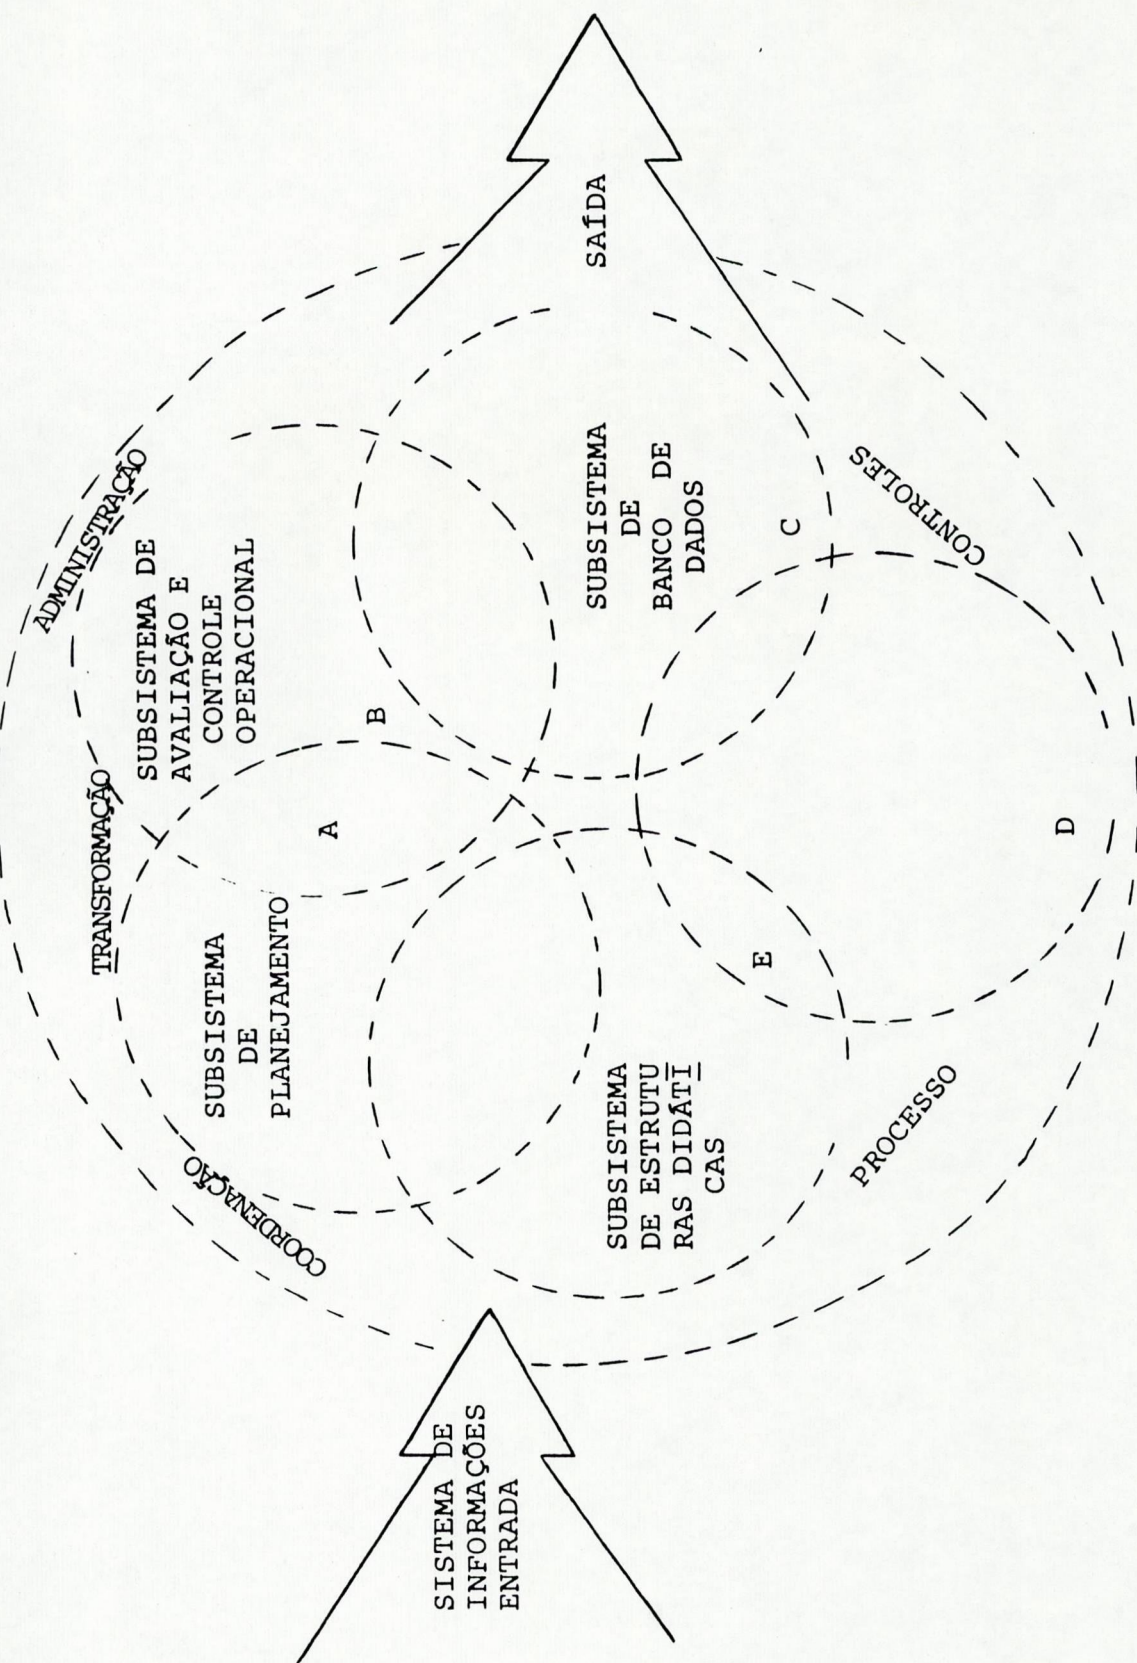 SISTEMA DE
INFORMAÇÕES
ENTRADA
COORDENAÇÃO
TRANSFORMAÇÃO
ADMINISTRAÇÃO
SUBSISTEMA
DE
PLANEJAMENTO
A
SUBSISTEMA DE
AVALIAÇÃO E
CONTROLE
OPERACIONAL
B
SUBSISTEMA
DE ESTRUTU
RAS DIDÁTI
CAS
E
SUBSISTEMA
DE
BANCO DE
DADOS
C
SAÍDA
D
PROCESSO
CONTROLES